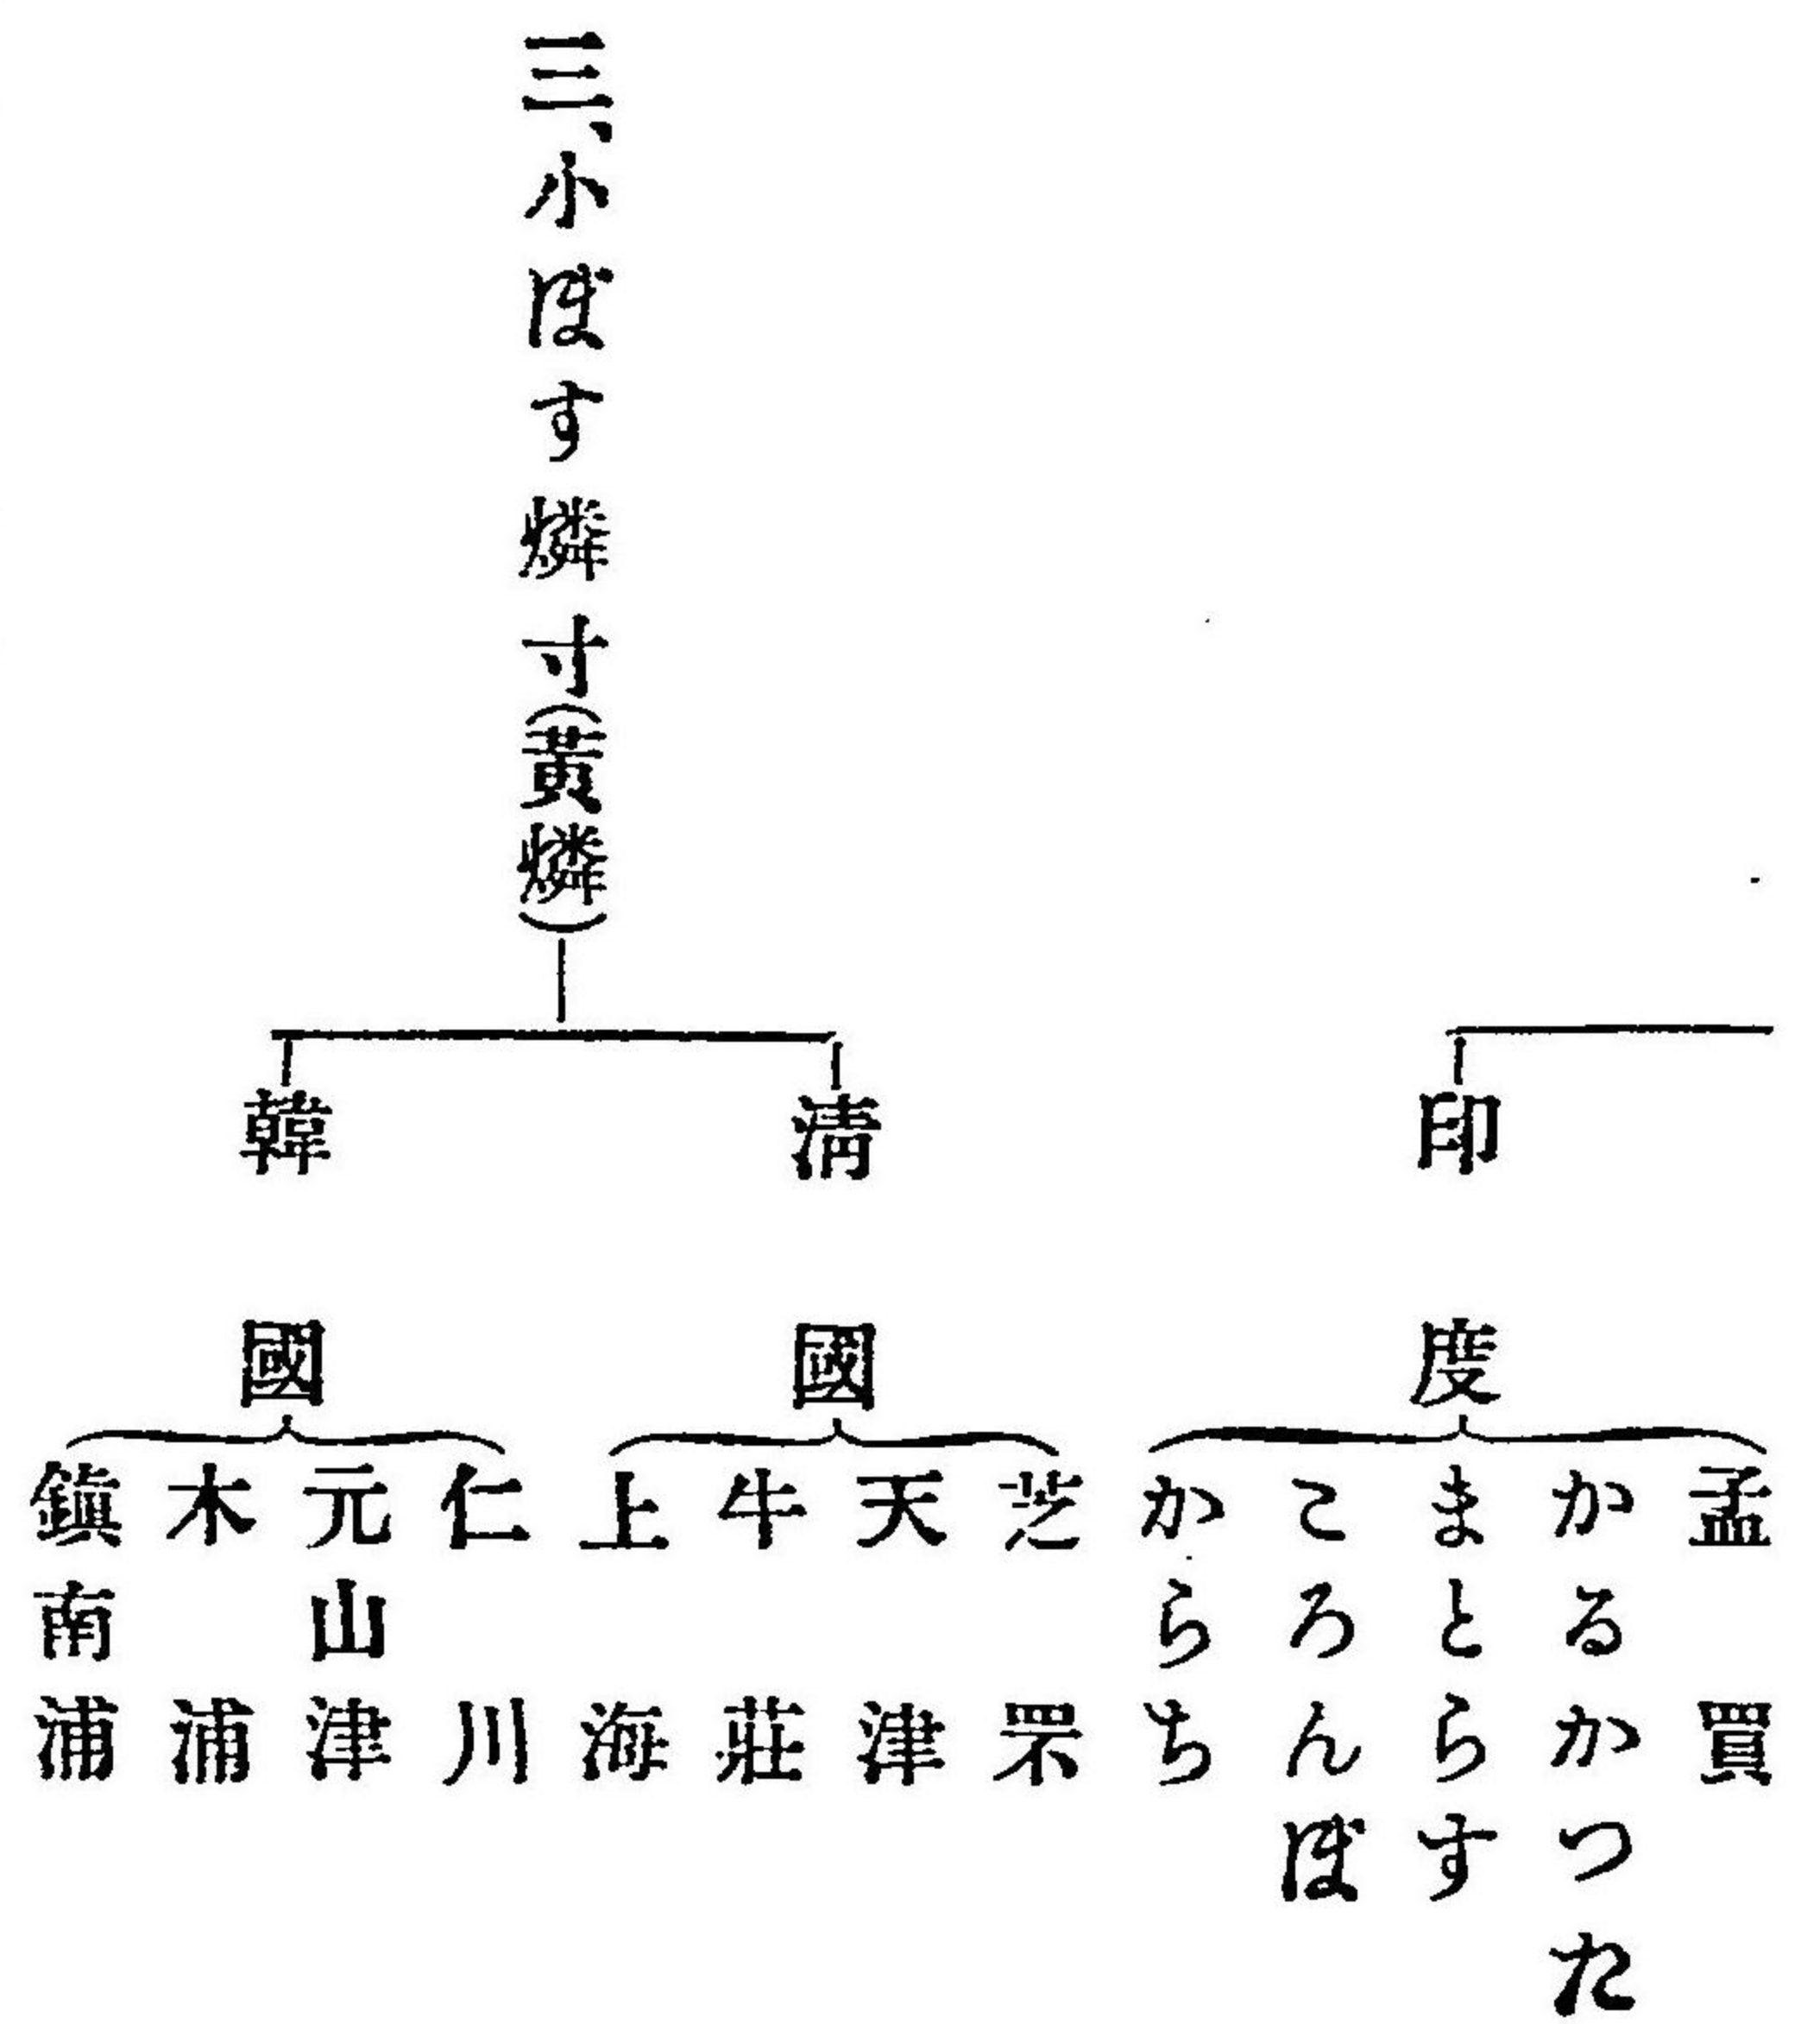 印度
孟買
かるかつた
まとらす
ころんぼ
からち
三、小ぼす燐寸(黃燐)
淸國
芝罘
天津
牛莊
上海
韓國
仁川
元山津
木浦
鎭南浦